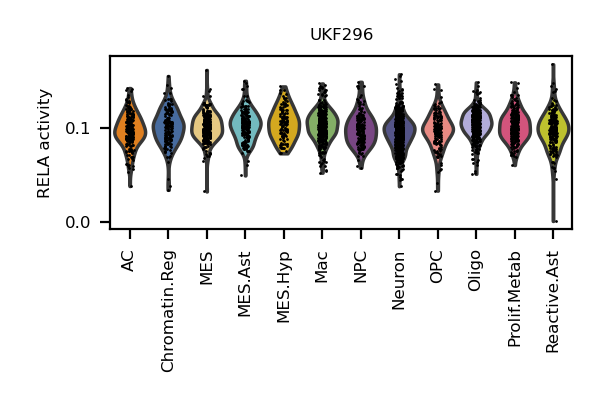 UKF296
RELA activity
0.1
0.0
AC
Chromatin.Reg
MES
MES.Ast
MES.Hyp
Mac
NPC
Neuron
OPC
Oligo
Prolif.Metab
Reactive.Ast